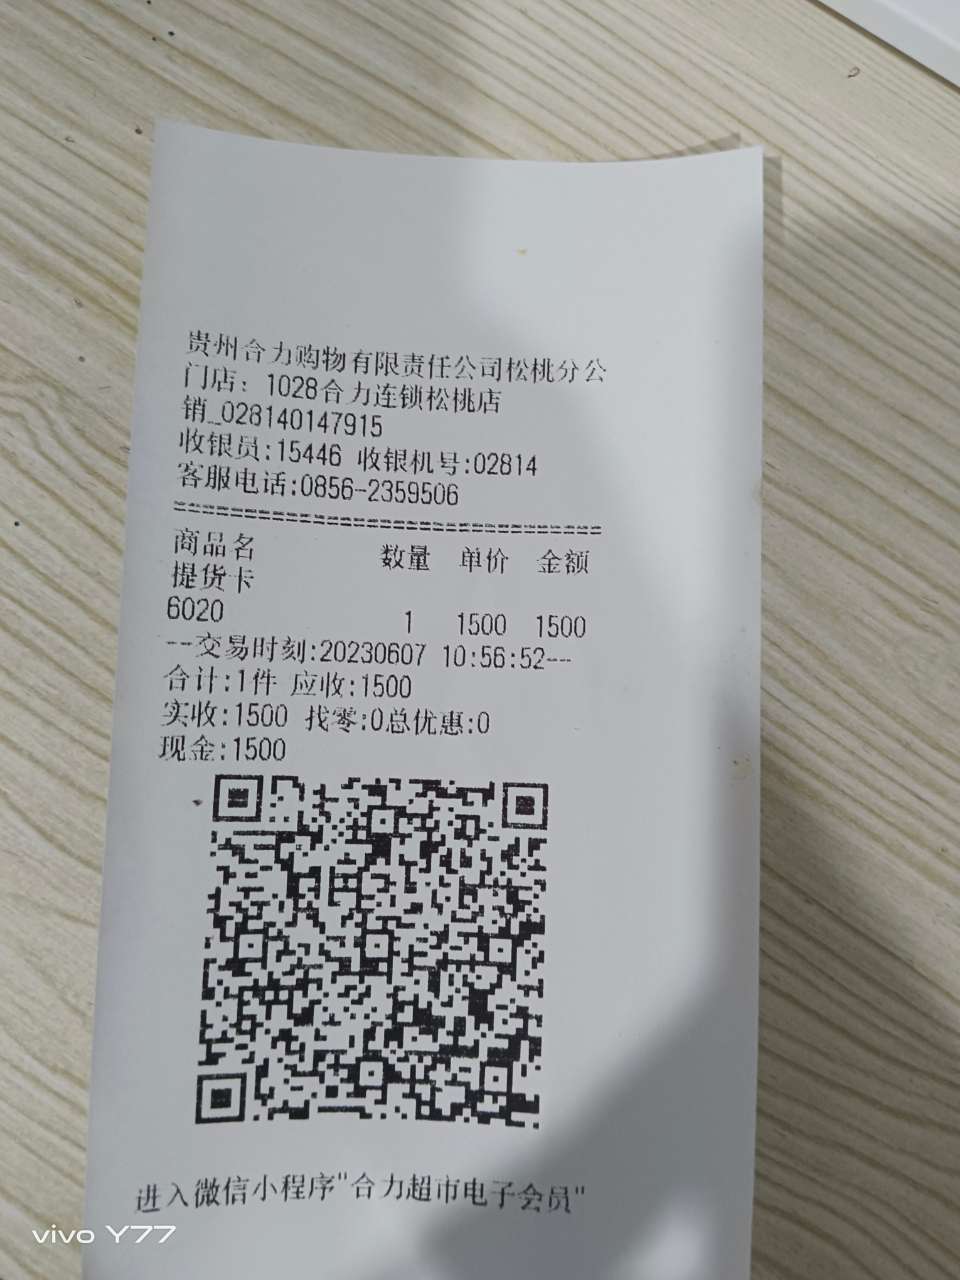 贵州合力购物有限责任公司松桃分公
门店：1028合力连锁松桃店
销_028140147915
收银员:15446 收银机号:02814
客服电话:0856-2359506
========================================
商品名 数量 单价 金额
提货卡
6020 1 1500 1500
---交易时刻:20230607 10:56:52---
合计:1件 应收:1500
实收:1500 找零:0总优惠:0
现金:1500
进入微信小程序"合力超市电子会员"
vivo Y77